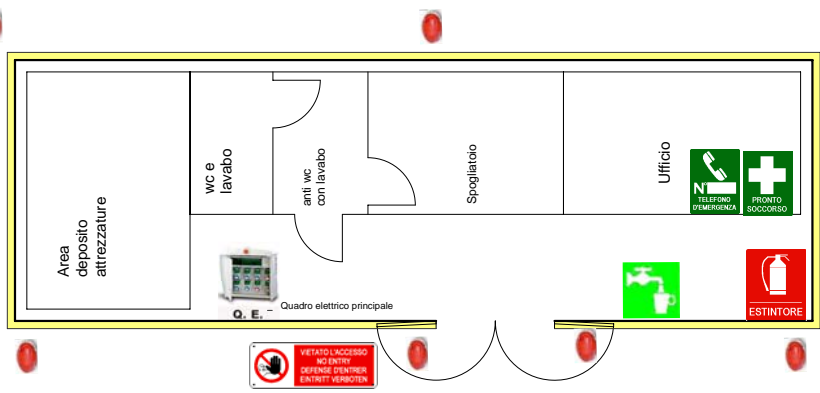 Area
deposito
attrezzature
wc e
lavabo
anti wc
con lavabo
Spogliatoio
Ufficio
N°
TELEFONO
D'EMERGENZA
PRONTO
SOCCORSO
Q. E. – Quadro elettrico principale
ESTINTORE
VIETATO L'ACCESSO
NO ENTRY
DEFENSE D'ENTRER
EINTRITT VERBOTEN